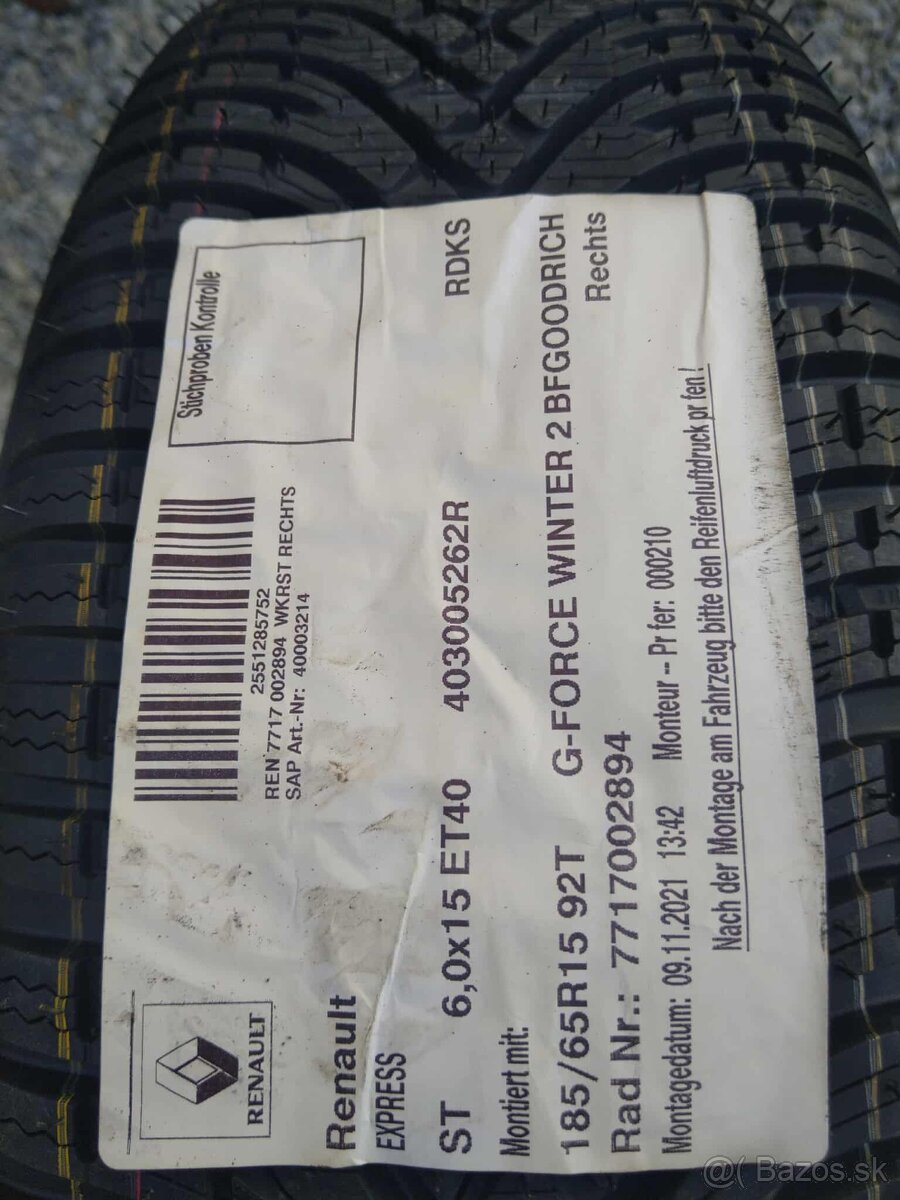 RENAULT
Stichproben Kontrolle
2551285752
REN 7717 002894 WKRST RECHTS
SAP Art.-Nr: 40003214
Renault
EXPRESS
ST 6,0x15 ET40 403005262R RDKS
Montiert mit:
185/65R15 92T G-FORCE WINTER 2 BFGOODRICH
Rad Nr.: 7717002894 Rechts
Montagedatum: 09.11.2021 13:42 Monteur -- Pr fer: 000210
Nach der Montage am Fahrzeug bitte den Reifenluftdruck pr fen!
@( Bazos.sk